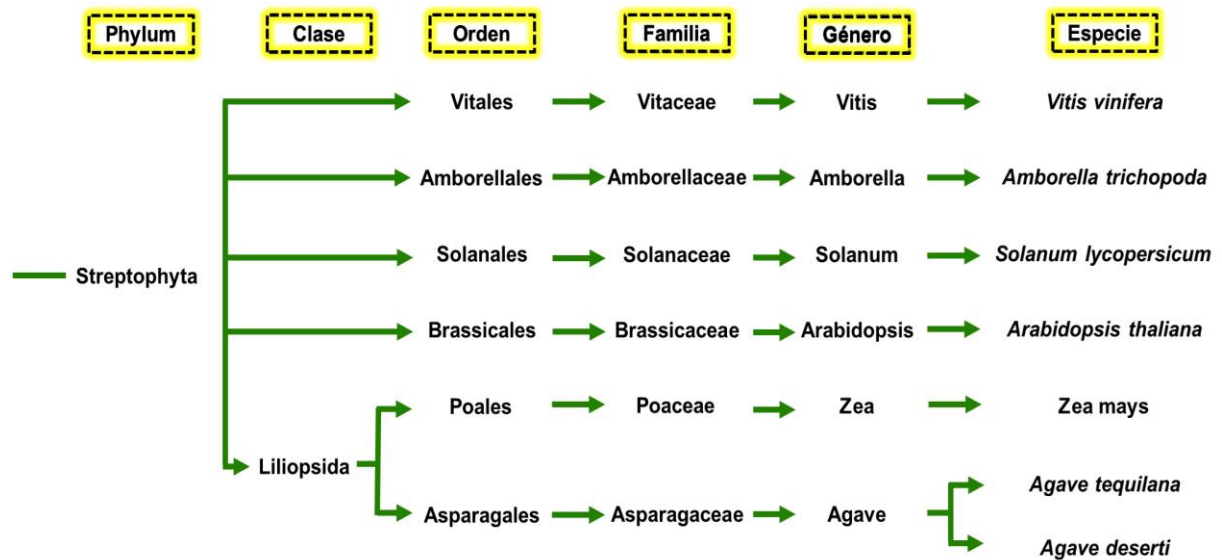 Phylum Clase Orden Familia Género Especie
Vitales Vitaceae Vitis Vitis vinifera
Amborellales Amborellaceae Amborella Amborella trichopoda
Solanales Solanaceae Solanum Solanum lycopersicum
Streptophyta
Brassicales Brassicaceae Arabidopsis Arabidopsis thaliana
Poales Poaceae Zea Zea mays
Liliopsida
Agave tequilana
Asparagales Asparagaceae Agave
Agave deserti